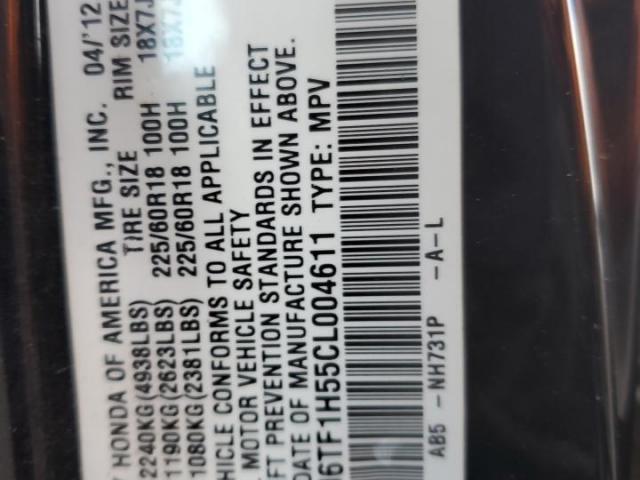 HONDA OF AMERICA MFG., INC. 04/'12
TIRE SIZE RIM SIZE
2240KG(4938LBS)
1190KG(2623LBS) 225/60R18 100H 18X7J
1080KG(2381LBS) 225/60R18 100H 18X7J
HICLE CONFORMS TO ALL APPLICABLE
MOTOR VEHICLE SAFETY
FT PREVENTION STANDARDS IN EFFECT
DATE OF MANUFACTURE SHOWN ABOVE.
6TF1H55CL004611 TYPE: MPV
AB5 -NH731P -A-L